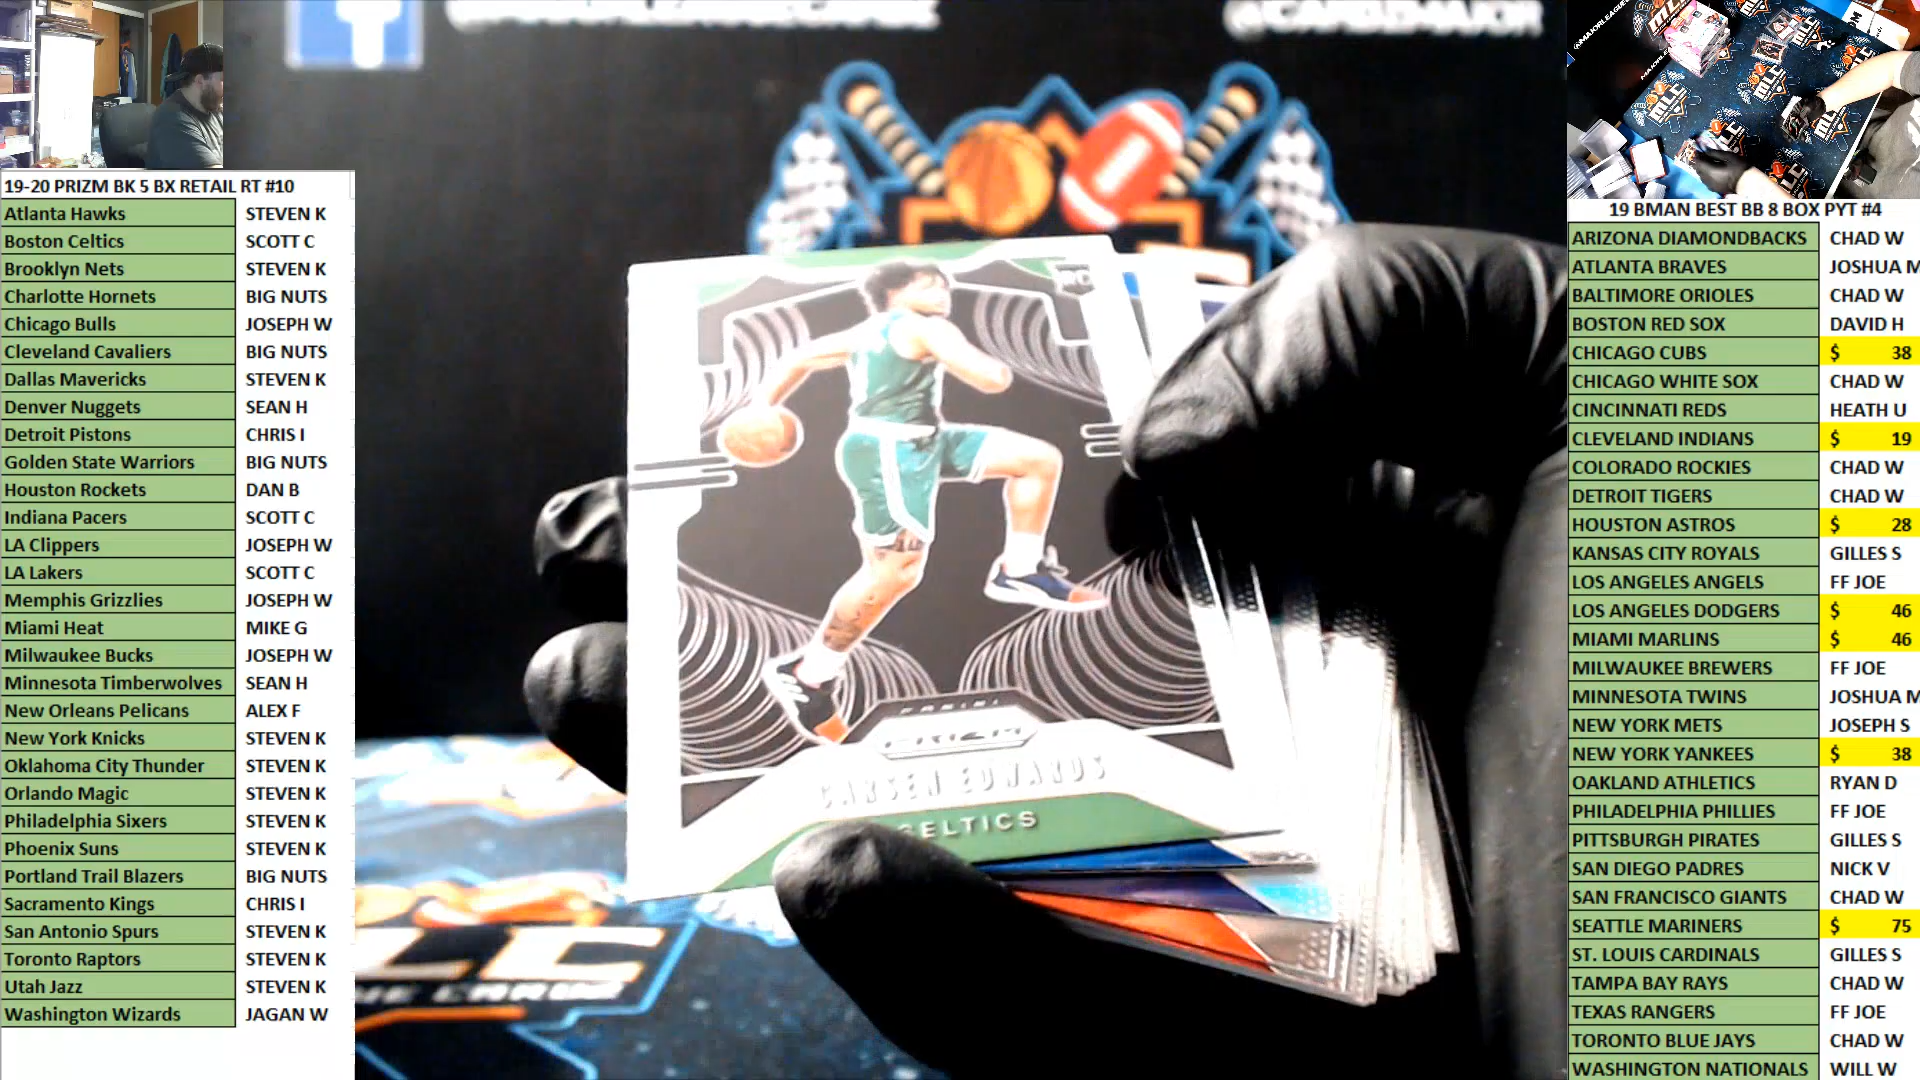 19-20 PRIZM BK 5 BX RETAIL RT #10
Atlanta Hawks STEVEN K
Boston Celtics SCOTT C
Brooklyn Nets STEVEN K
Charlotte Hornets BIG NUTS
Chicago Bulls JOSEPH W
Cleveland Cavaliers BIG NUTS
Dallas Mavericks STEVEN K
Denver Nuggets SEAN H
Detroit Pistons CHRIS I
Golden State Warriors BIG NUTS
Houston Rockets DAN B
Indiana Pacers SCOTT C
LA Clippers JOSEPH W
LA Lakers SCOTT C
Memphis Grizzlies JOSEPH W
Miami Heat MIKE G
Milwaukee Bucks JOSEPH W
Minnesota Timberwolves SEAN H
New Orleans Pelicans ALEX F
New York Knicks STEVEN K
Oklahoma City Thunder STEVEN K
Orlando Magic STEVEN K
Philadelphia Sixers STEVEN K
Phoenix Suns STEVEN K
Portland Trail Blazers BIG NUTS
Sacramento Kings CHRIS I
San Antonio Spurs STEVEN K
Toronto Raptors STEVEN K
Utah Jazz STEVEN K
Washington Wizards JAGAN W
@CARDSMAJOR
PANINI
PRIZM
CARSEN EDWARDS
CELTICS
MLC
19 BMAN BEST BB 8 BOX PYT #4
ARIZONA DIAMONDBACKS CHAD W
ATLANTA BRAVES JOSHUA M
BALTIMORE ORIOLES CHAD W
BOSTON RED SOX DAVID H
CHICAGO CUBS $ 38
CHICAGO WHITE SOX CHAD W
CINCINNATI REDS HEATH U
CLEVELAND INDIANS $ 19
COLORADO ROCKIES CHAD W
DETROIT TIGERS CHAD W
HOUSTON ASTROS $ 28
KANSAS CITY ROYALS GILLES S
LOS ANGELES ANGELS FF JOE
LOS ANGELES DODGERS $ 46
MIAMI MARLINS $ 46
MILWAUKEE BREWERS FF JOE
MINNESOTA TWINS JOSHUA M
NEW YORK METS JOSEPH S
NEW YORK YANKEES $ 38
OAKLAND ATHLETICS RYAN D
PHILADELPHIA PHILLIES FF JOE
PITTSBURGH PIRATES GILLES S
SAN DIEGO PADRES NICK V
SAN FRANCISCO GIANTS CHAD W
SEATTLE MARINERS $ 75
ST. LOUIS CARDINALS GILLES S
TAMPA BAY RAYS CHAD W
TEXAS RANGERS FF JOE
TORONTO BLUE JAYS CHAD W
WASHINGTON NATIONALS WILL W